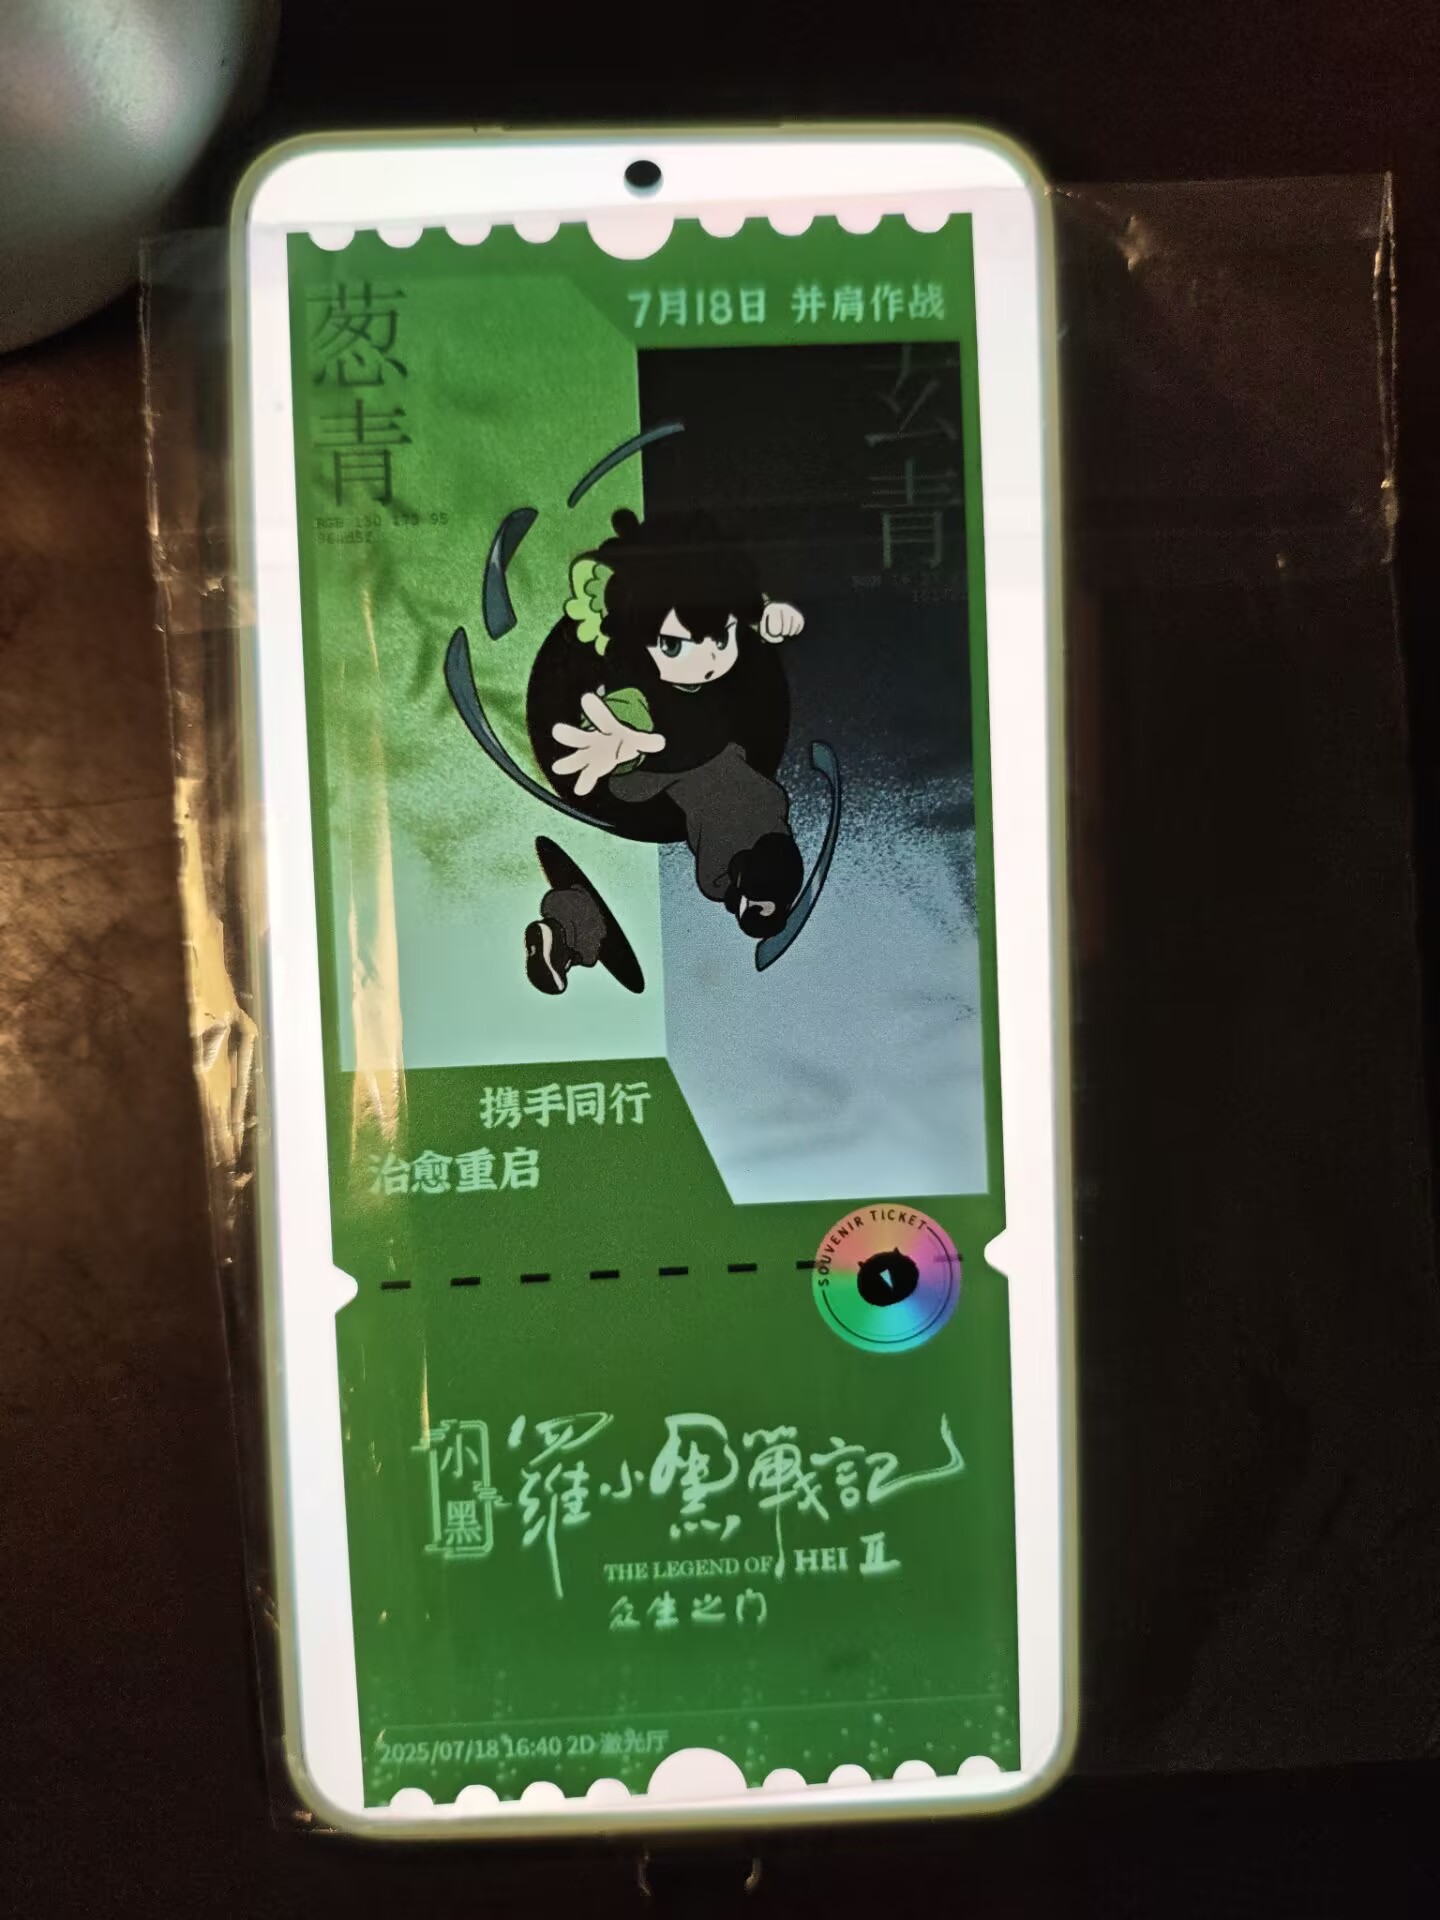 7月18日 并肩作战
葱青
玄青
携手同行
治愈重启
SOUVENIR TICKET
小黑
羅小黑戰記
THE LEGEND OF HEI Ⅱ
众生之门
2025/07/18 16:40 2D 激光厅